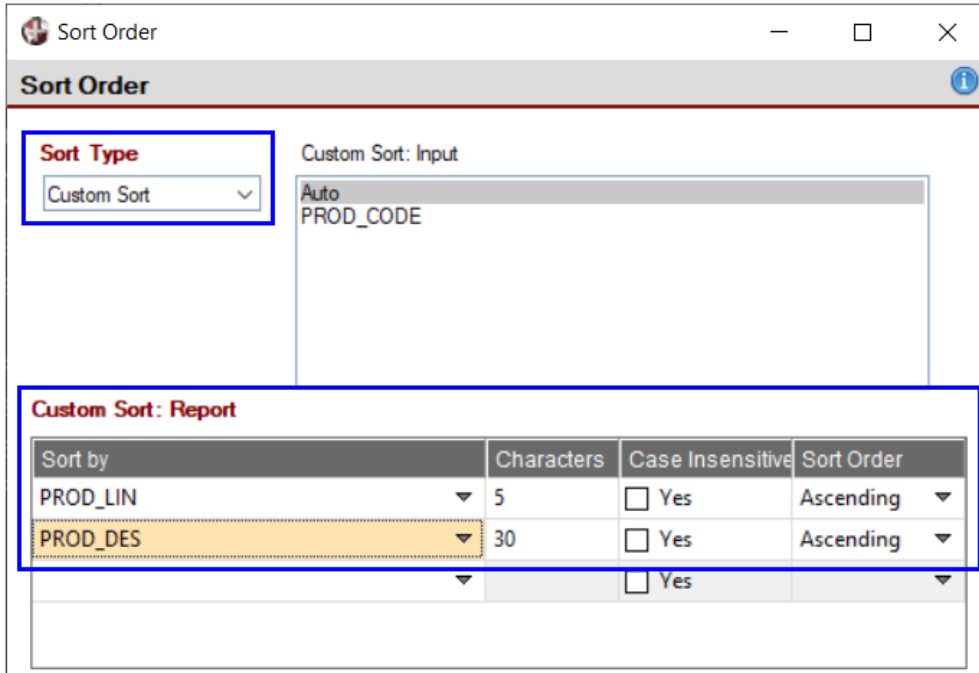 Sort Order
Sort Order
Sort Type
Custom Sort: Input
Custom Sort
Auto
PROD_CODE
Custom Sort: Report
Sort by Characters Case Insensitive Sort Order
PROD_LIN 5 Yes Ascending
PROD_DES 30 Yes Ascending
Yes